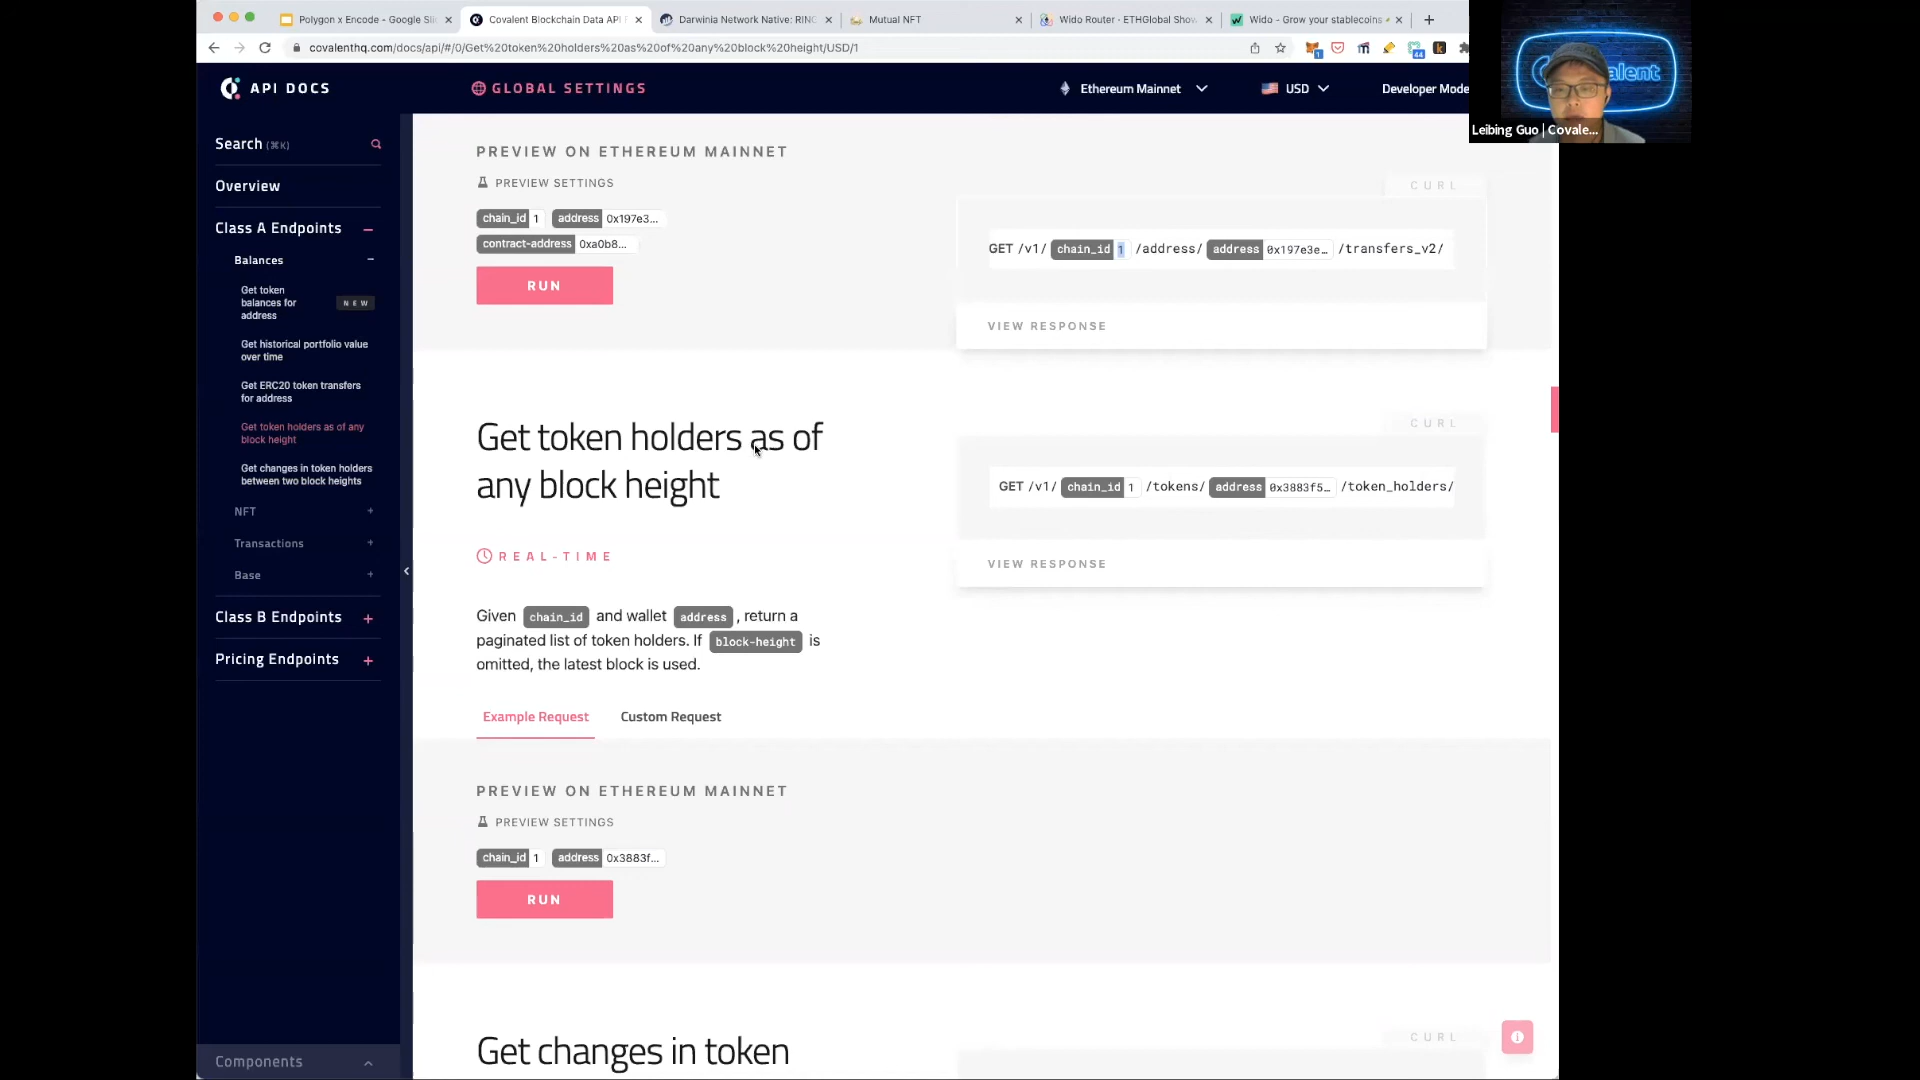 Polygon x Encode - Google Sli
Covalent Blockchain Data API
Darwinia Network Native: RING
Mutual NFT
Wido Router - ETHGlobal Show
Wido - Grow your stablecoins
covalenthq.com/docs/api/#/0/Get%20token%20holders%20as%20of%20any%20block%20height/USD/1
API DOCS
GLOBAL SETTINGS
Ethereum Mainnet
USD
Developer Mode
Covalent
Leibing Guo | Covale...
Search (⌘K)
Overview
Class A Endpoints
Balances
Get token
balances for
address
NEW
Get historical portfolio value
over time
Get ERC20 token transfers
for address
Get token holders as of any
block height
Get changes in token holders
between two block heights
NFT
Transactions
Base
Class B Endpoints
Pricing Endpoints
Components
PREVIEW ON ETHEREUM MAINNET
PREVIEW SETTINGS
chain_id 1 address 0x197e3...
contract-address 0xa0b8...
RUN
CURL
GET /v1/ chain_id 1 /address/ address 0x197e3e… /transfers_v2/
VIEW RESPONSE
Get token holders as of
any block height
CURL
GET /v1/ chain_id 1 /tokens/ address 0x3883f5… /token_holders/
VIEW RESPONSE
REAL-TIME
Given chain_id and wallet address , return a
paginated list of token holders. If block-height is
omitted, the latest block is used.
Example Request
Custom Request
PREVIEW ON ETHEREUM MAINNET
PREVIEW SETTINGS
chain_id 1 address 0x3883f...
RUN
Get changes in token
CURL